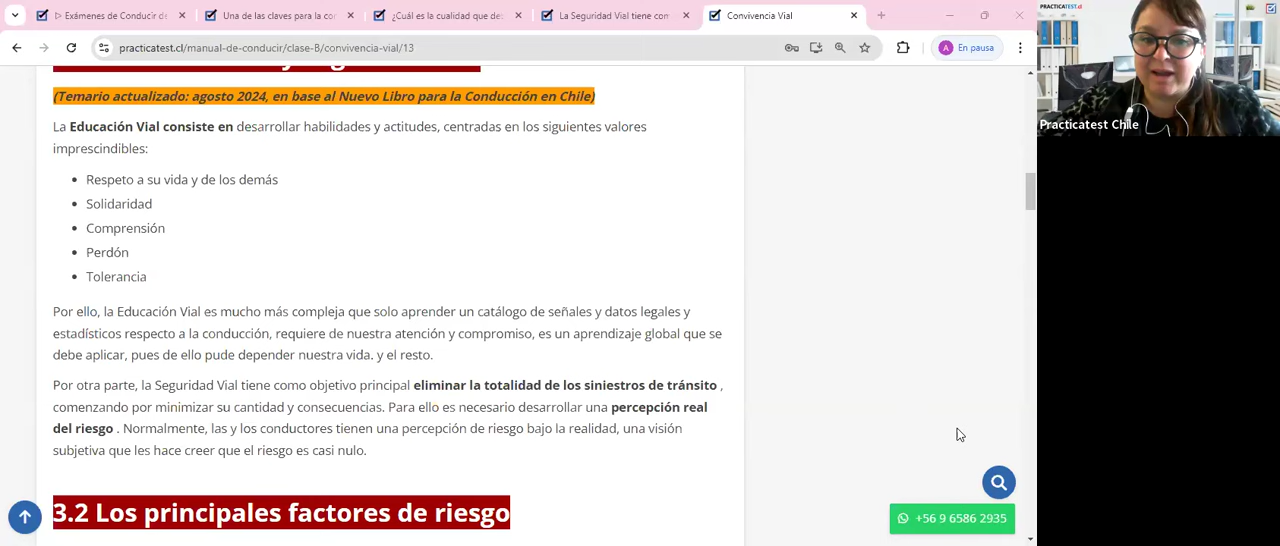 Exámenes de Conducir de
Una de las claves para la co
¿Cuál es la cualidad que de
La Seguridad Vial tiene co
Convivencia Vial
practicatest.cl/manual-de-conducir/clase-B/convivencia-vial/13
A En pausa
PRACTICATEST.cl
Practicatest Chile
(Temario actualizado: agosto 2024, en base al Nuevo Libro para la Conducción en Chile)
La Educación Vial consiste en desarrollar habilidades y actitudes, centradas en los siguientes valores
imprescindibles:
Respeto a su vida y de los demás
Solidaridad
Comprensión
Perdón
Tolerancia
Por ello, la Educación Vial es mucho más compleja que solo aprender un catálogo de señales y datos legales y
estadísticos respecto a la conducción, requiere de nuestra atención y compromiso, es un aprendizaje global que se
debe aplicar, pues de ello pude depender nuestra vida. y el resto.
Por otra parte, la Seguridad Vial tiene como objetivo principal eliminar la totalidad de los siniestros de tránsito ,
comenzando por minimizar su cantidad y consecuencias. Para ello es necesario desarrollar una percepción real
del riesgo . Normalmente, las y los conductores tienen una percepción de riesgo bajo la realidad, una visión
subjetiva que les hace creer que el riesgo es casi nulo.
3.2 Los principales factores de riesgo
+56 9 6586 2935